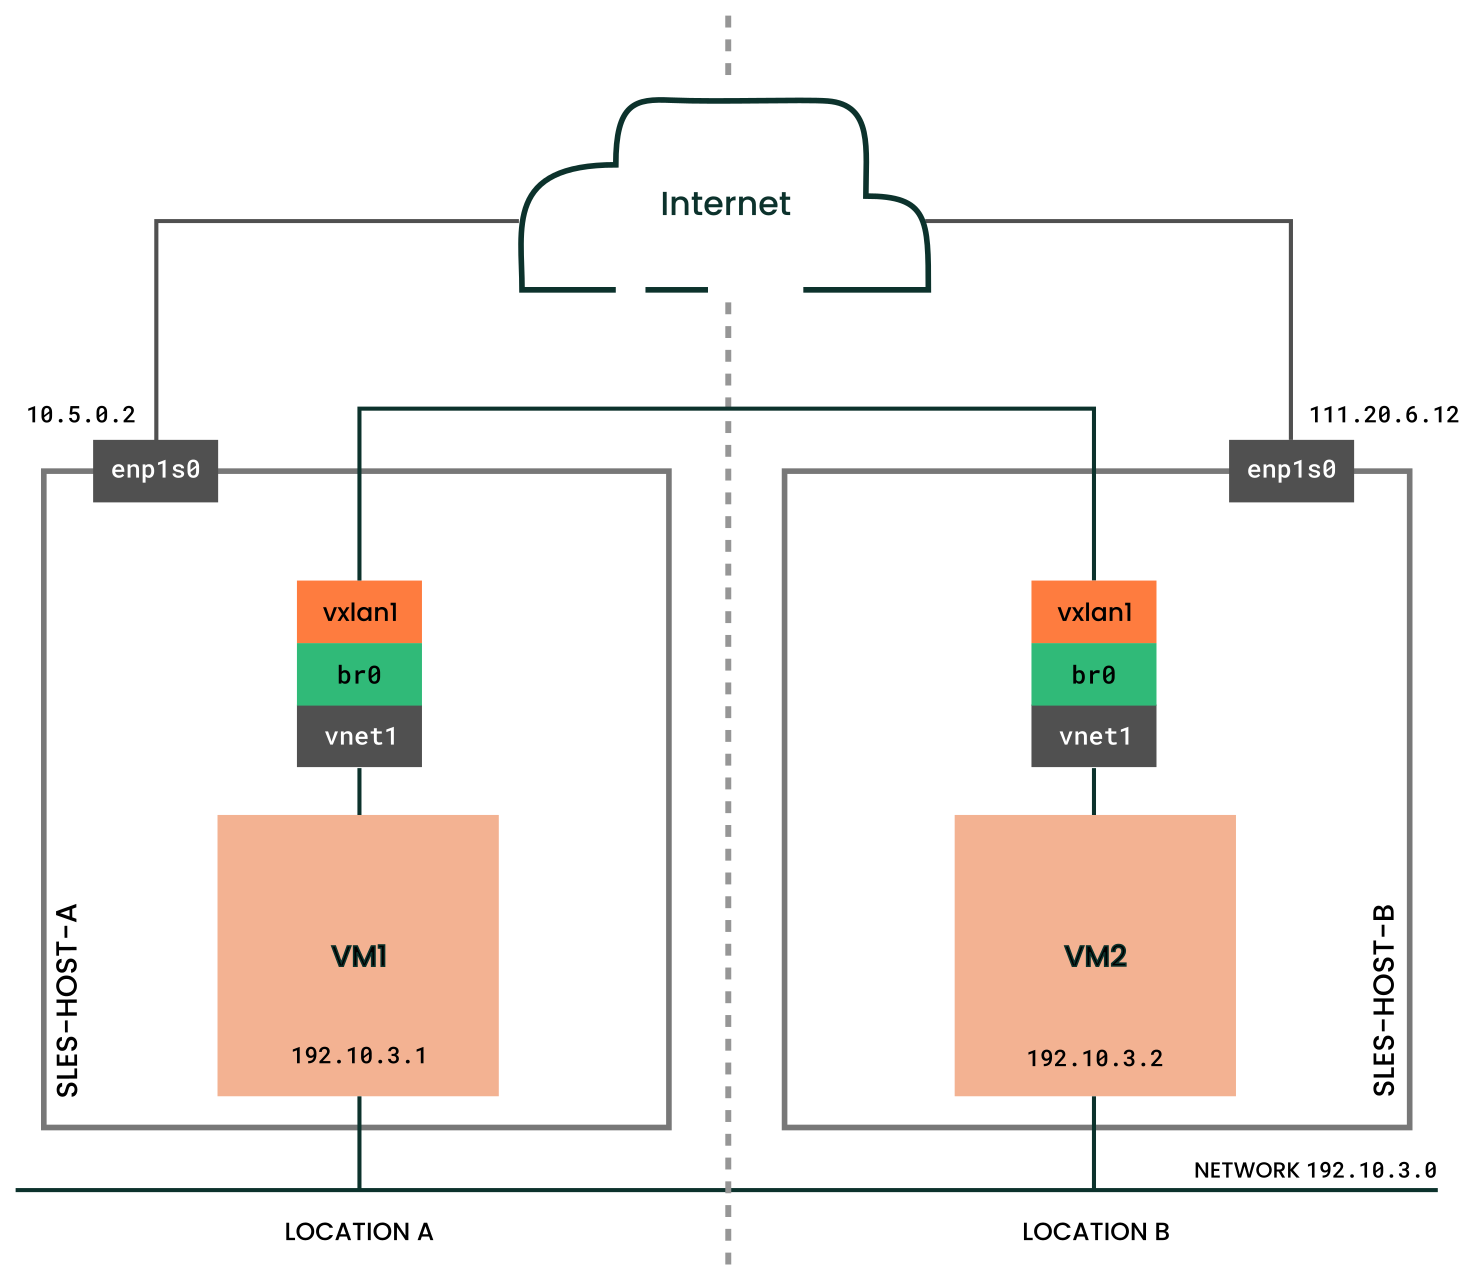 Internet
10.5.0.2
111.20.6.12
enp1s0
enp1s0
vxlan1
vxlan1
br0
br0
vnet1
vnet1
SLES-HOST-A
VM1
VM2
SLES-HOST-B
192.10.3.1
192.10.3.2
NETWORK 192.10.3.0
LOCATION A
LOCATION B